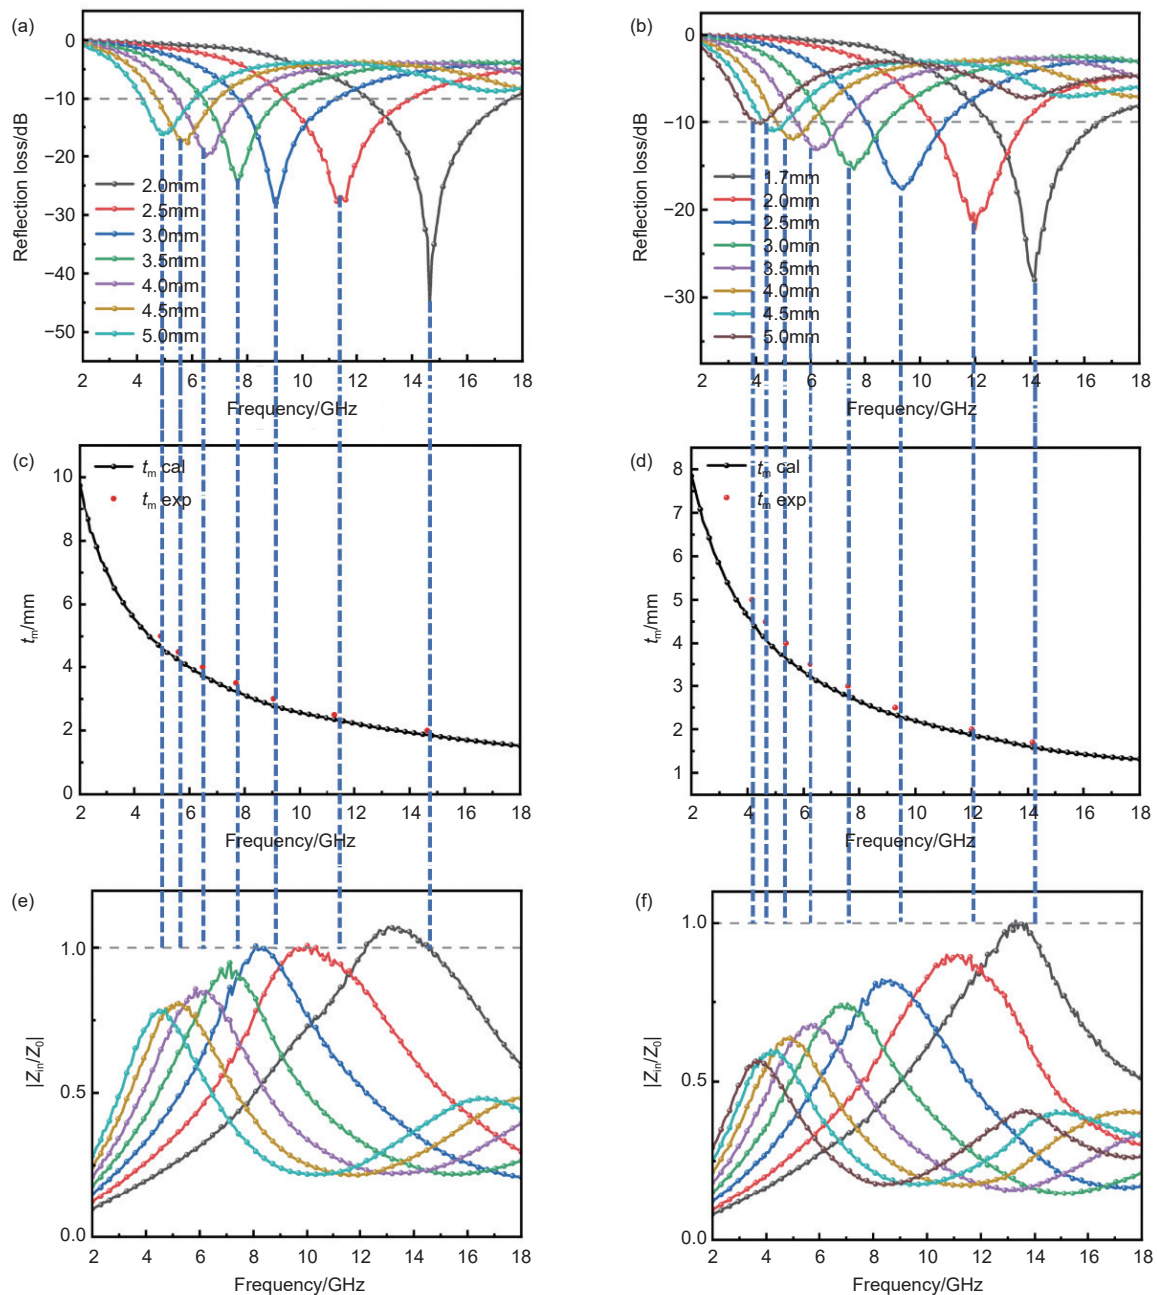 (a)
0
−10
−20
−30
−40
−50
Reflection loss/dB
2.0mm
2.5mm
3.0mm
3.5mm
4.0mm
4.5mm
5.0mm
2 4 6 8 10 12 14 16 18
Frequency/GHz
(b)
0
−10
−20
−30
Reflection loss/dB
1.7mm
2.0mm
2.5mm
3.0mm
3.5mm
4.0mm
4.5mm
5.0mm
2 4 6 8 10 12 14 16 18
Frequency/GHz
(c)
10
8
6
4
2
0
tm/mm
tm cal
tm exp
2 4 6 8 10 12 14 16 18
Frequency/GHz
(d)
8
7
6
5
4
3
2
1
tm/mm
tm cal
tm exp
2 4 6 8 10 12 14 16 18
Frequency/GHz
(e)
1.0
0.5
0.0
|Zin/Z0|
2 4 6 8 10 12 14 16 18
Frequency/GHz
(f)
1.0
0.5
0.0
|Zin/Z0|
2 4 6 8 10 12 14 16 18
Frequency/GHz